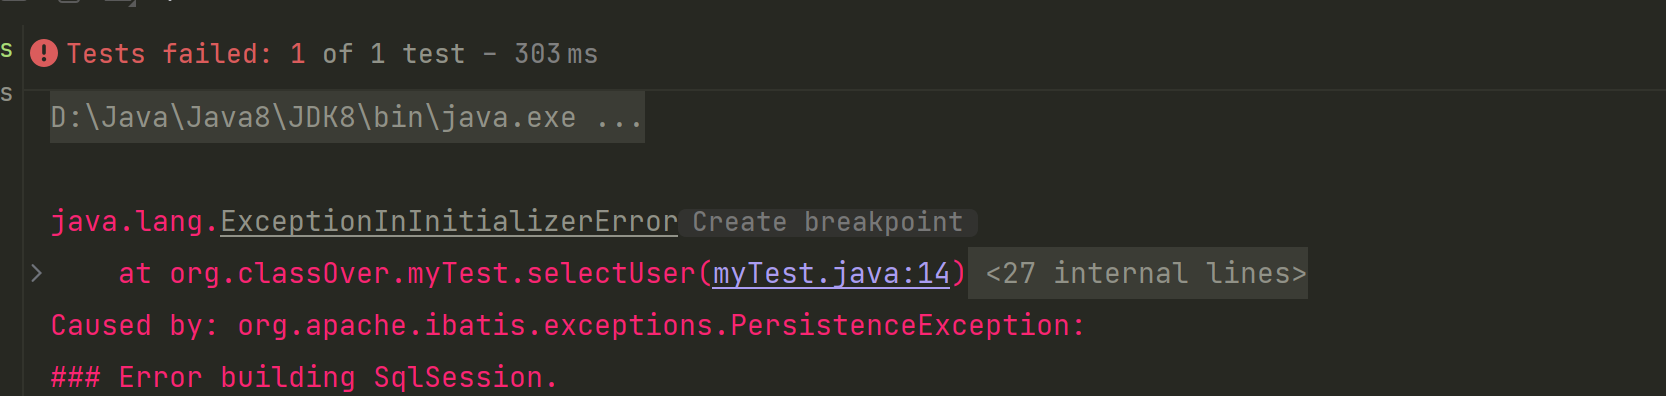 s
Tests failed: 1 of 1 test – 303 ms
s
D:\Java\Java8\JDK8\bin\java.exe ...
java.lang.ExceptionInInitializerError Create breakpoint
at org.classOver.myTest.selectUser(myTest.java:14) <27 internal lines>
Caused by: org.apache.ibatis.exceptions.PersistenceException:
### Error building SqlSession.